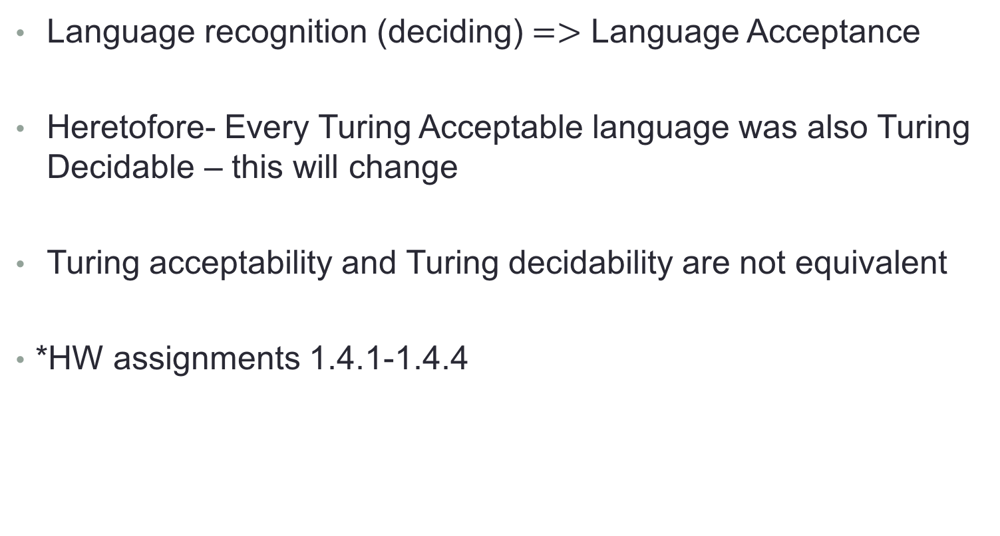 • Language recognition (deciding) => Language Acceptance
• Heretofore- Every Turing Acceptable language was also Turing
Decidable – this will change
• Turing acceptability and Turing decidability are not equivalent
• *HW assignments 1.4.1-1.4.4